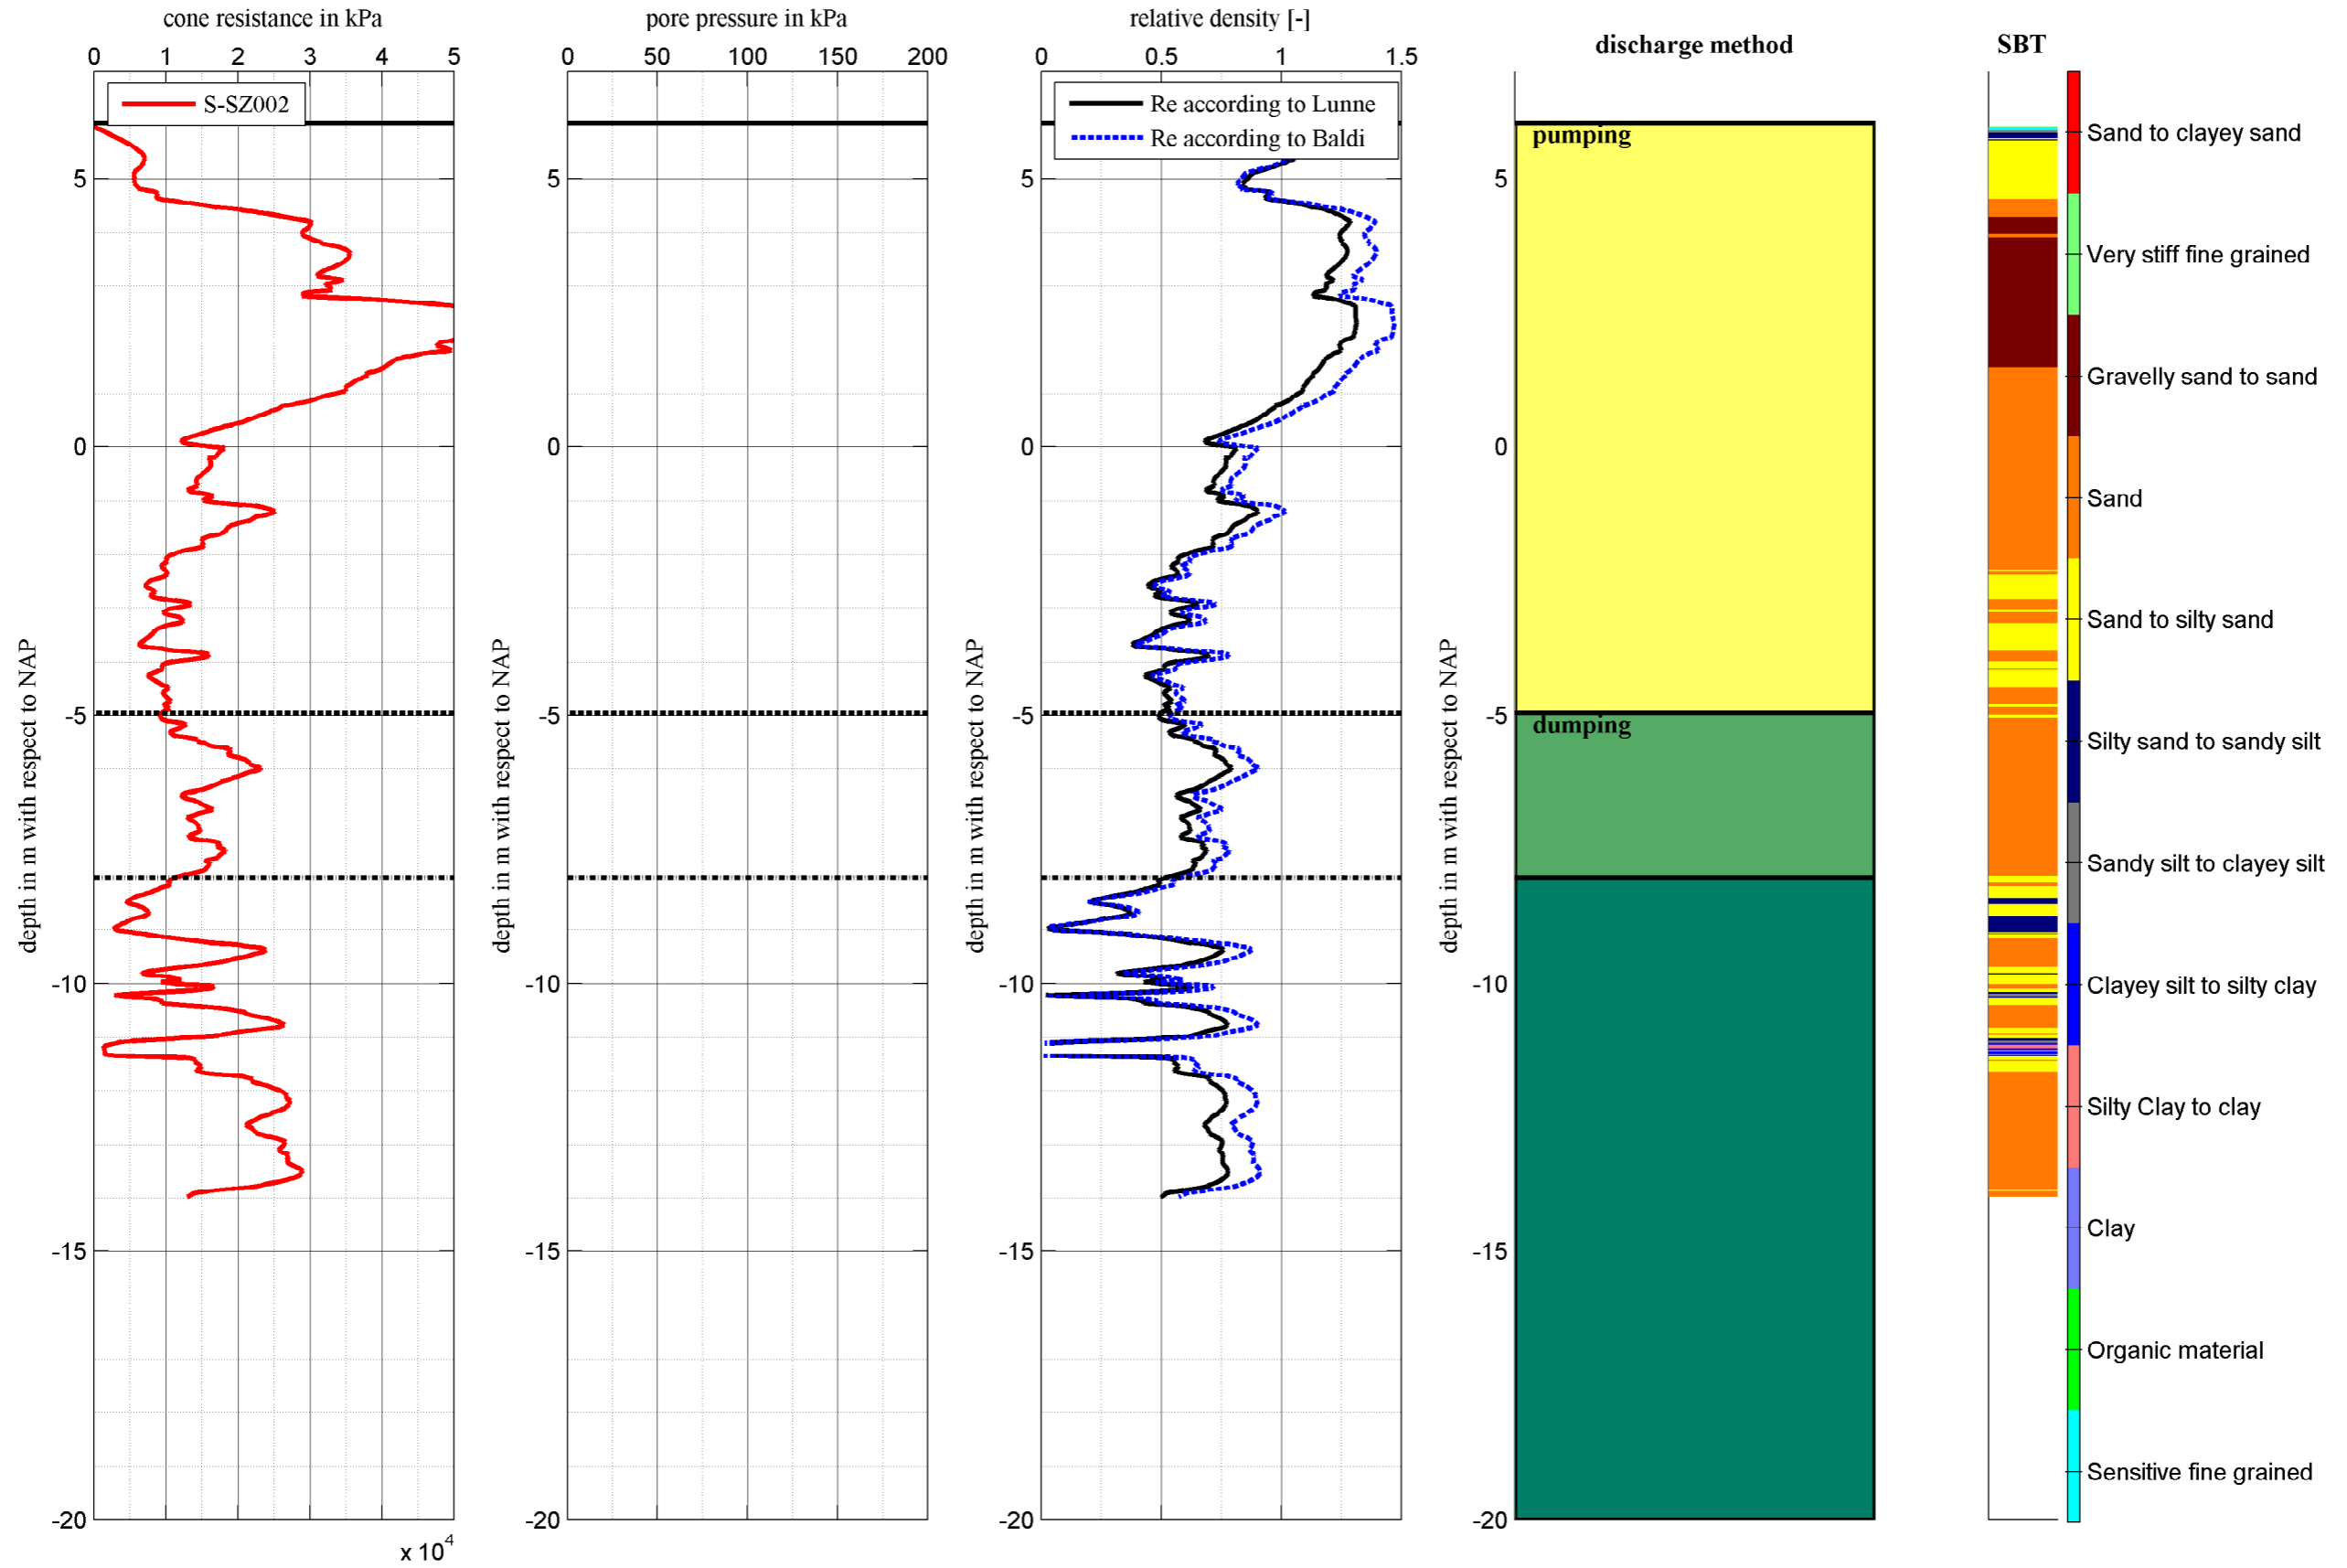 cone resistance in kPa
0 1 2 3 4 5
S-SZ002
5
0
-5
-10
-15
-20
depth in m with respect to NAP
x 10^4
pore pressure in kPa
0 50 100 150 200
5
0
-5
-10
-15
-20
depth in m with respect to NAP
relative density [-]
0 0.5 1 1.5
Re according to Lunne
Re according to Baldi
5
0
-5
-10
-15
-20
depth in m with respect to NAP
discharge method
pumping
dumping
5
0
-5
-10
-15
-20
depth in m with respect to NAP
SBT
Sand to clayey sand
Very stiff fine grained
Gravelly sand to sand
Sand
Sand to silty sand
Silty sand to sandy silt
Sandy silt to clayey silt
Clayey silt to silty clay
Silty Clay to clay
Clay
Organic material
Sensitive fine grained